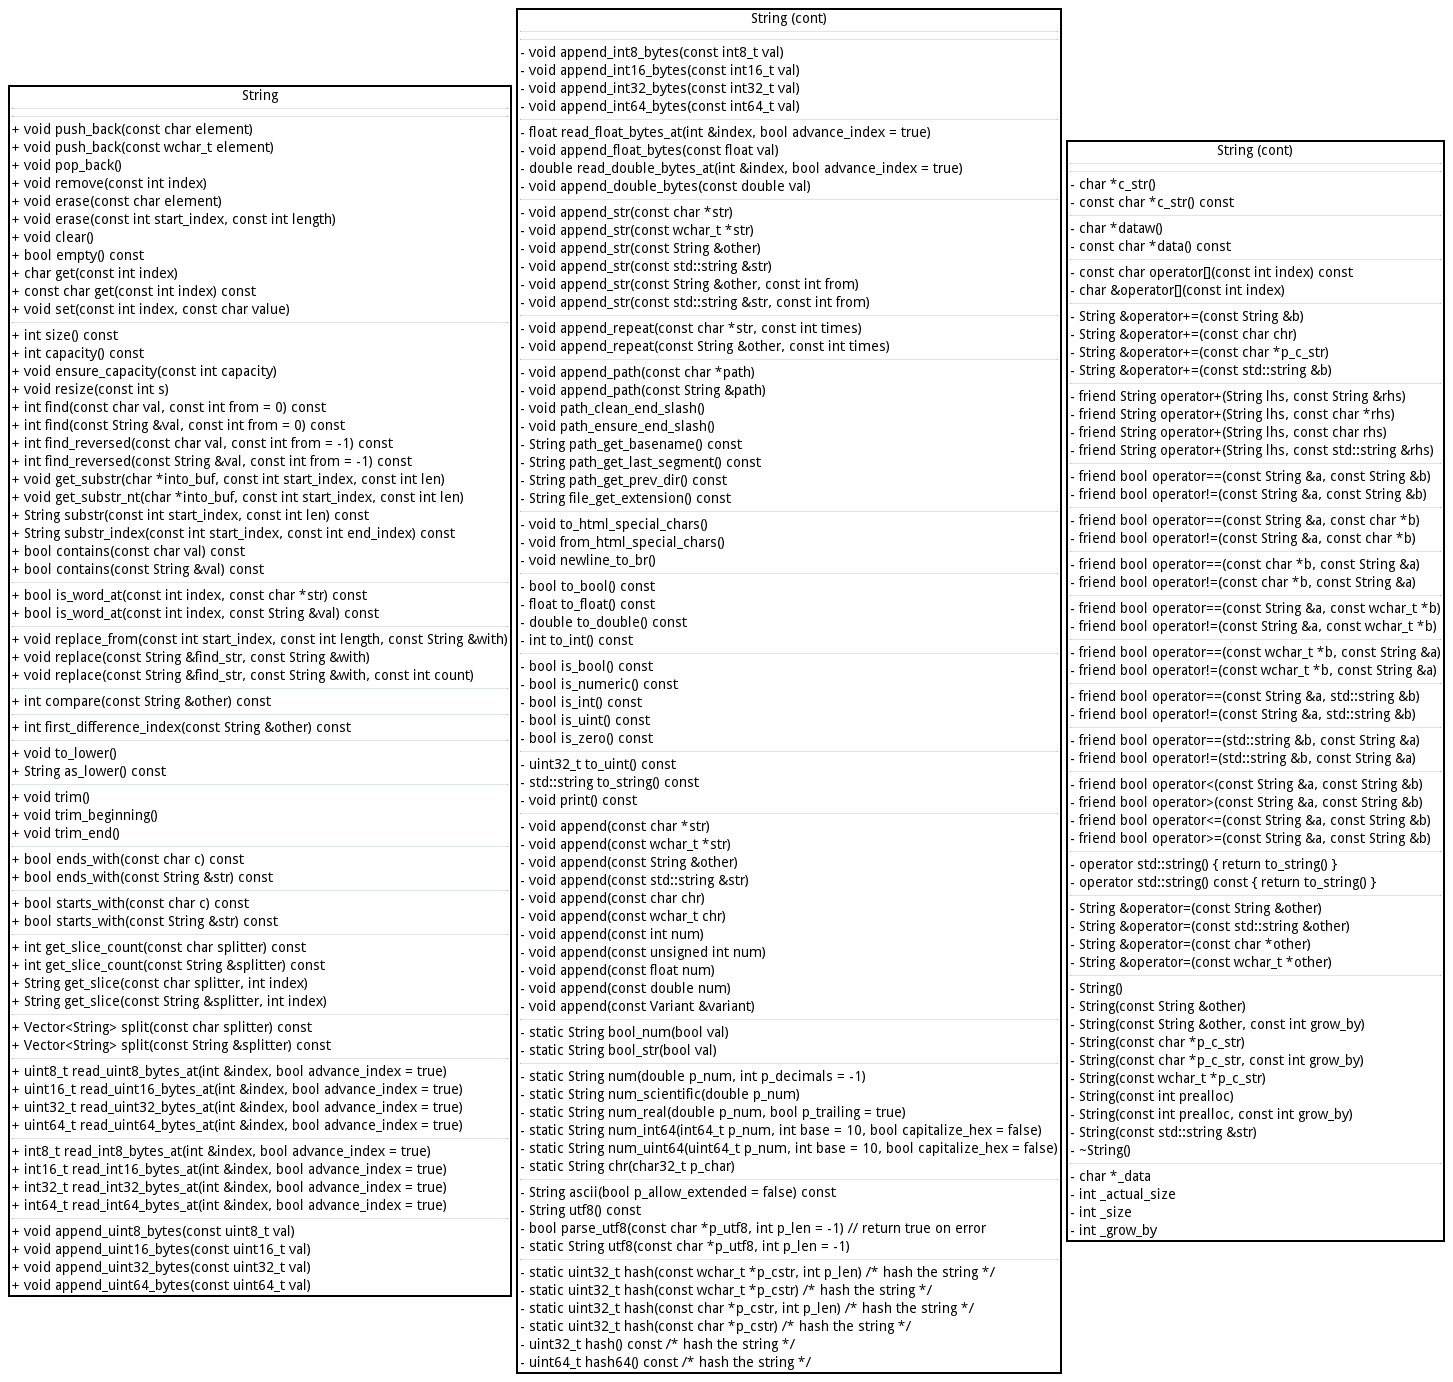 String
+ void push_back(const char element)
+ void push_back(const wchar_t element)
+ void pop_back()
+ void remove(const int index)
+ void erase(const char element)
+ void erase(const int start_index, const int length)
+ void clear()
+ bool empty() const
+ char get(const int index)
+ const char get(const int index) const
+ void set(const int index, const char value)
+ int size() const
+ int capacity() const
+ void ensure_capacity(const int capacity)
+ void resize(const int s)
+ int find(const char val, const int from = 0) const
+ int find(const String &val, const int from = 0) const
+ int find_reversed(const char val, const int from = -1) const
+ int find_reversed(const String &val, const int from = -1) const
+ void get_substr(char *into_buf, const int start_index, const int len)
+ void get_substr_nt(char *into_buf, const int start_index, const int len)
+ String substr(const int start_index, const int len) const
+ String substr_index(const int start_index, const int end_index) const
+ bool contains(const char val) const
+ bool contains(const String &val) const
+ bool is_word_at(const int index, const char *str) const
+ bool is_word_at(const int index, const String &val) const
+ void replace_from(const int start_index, const int length, const String &with)
+ void replace(const String &find_str, const String &with)
+ void replace(const String &find_str, const String &with, const int count)
+ int compare(const String &other) const
+ int first_difference_index(const String &other) const
+ void to_lower()
+ String as_lower() const
+ void trim()
+ void trim_beginning()
+ void trim_end()
+ bool ends_with(const char c) const
+ bool ends_with(const String &str) const
+ bool starts_with(const char c) const
+ bool starts_with(const String &str) const
+ int get_slice_count(const char splitter) const
+ int get_slice_count(const String &splitter) const
+ String get_slice(const char splitter, int index)
+ String get_slice(const String &splitter, int index)
+ Vector<String> split(const char splitter) const
+ Vector<String> split(const String &splitter) const
+ uint8_t read_uint8_bytes_at(int &index, bool advance_index = true)
+ uint16_t read_uint16_bytes_at(int &index, bool advance_index = true)
+ uint32_t read_uint32_bytes_at(int &index, bool advance_index = true)
+ uint64_t read_uint64_bytes_at(int &index, bool advance_index = true)
+ int8_t read_int8_bytes_at(int &index, bool advance_index = true)
+ int16_t read_int16_bytes_at(int &index, bool advance_index = true)
+ int32_t read_int32_bytes_at(int &index, bool advance_index = true)
+ int64_t read_int64_bytes_at(int &index, bool advance_index = true)
+ void append_uint8_bytes(const uint8_t val)
+ void append_uint16_bytes(const uint16_t val)
+ void append_uint32_bytes(const uint32_t val)
+ void append_uint64_bytes(const uint64_t val)
String (cont)
- void append_int8_bytes(const int8_t val)
- void append_int16_bytes(const int16_t val)
- void append_int32_bytes(const int32_t val)
- void append_int64_bytes(const int64_t val)
- float read_float_bytes_at(int &index, bool advance_index = true)
- void append_float_bytes(const float val)
- double read_double_bytes_at(int &index, bool advance_index = true)
- void append_double_bytes(const double val)
- void append_str(const char *str)
- void append_str(const wchar_t *str)
- void append_str(const String &other)
- void append_str(const std::string &str)
- void append_str(const String &other, const int from)
- void append_str(const std::string &str, const int from)
- void append_repeat(const char *str, const int times)
- void append_repeat(const String &other, const int times)
- void append_path(const char *path)
- void append_path(const String &path)
- void path_clean_end_slash()
- void path_ensure_end_slash()
- String path_get_basename() const
- String path_get_last_segment() const
- String path_get_prev_dir() const
- String file_get_extension() const
- void to_html_special_chars()
- void from_html_special_chars()
- void newline_to_br()
- bool to_bool() const
- float to_float() const
- double to_double() const
- int to_int() const
- bool is_bool() const
- bool is_numeric() const
- bool is_int() const
- bool is_uint() const
- bool is_zero() const
- uint32_t to_uint() const
- std::string to_string() const
- void print() const
- void append(const char *str)
- void append(const wchar_t *str)
- void append(const String &other)
- void append(const std::string &str)
- void append(const char chr)
- void append(const wchar_t chr)
- void append(const int num)
- void append(const unsigned int num)
- void append(const float num)
- void append(const double num)
- void append(const Variant &variant)
- static String bool_num(bool val)
- static String bool_str(bool val)
- static String num(double p_num, int p_decimals = -1)
- static String num_scientific(double p_num)
- static String num_real(double p_num, bool p_trailing = true)
- static String num_int64(int64_t p_num, int base = 10, bool capitalize_hex = false)
- static String num_uint64(uint64_t p_num, int base = 10, bool capitalize_hex = false)
- static String chr(char32_t p_char)
- String ascii(bool p_allow_extended = false) const
- String utf8() const
- bool parse_utf8(const char *p_utf8, int p_len = -1) // return true on error
- static String utf8(const char *p_utf8, int p_len = -1)
- static uint32_t hash(const wchar_t *p_cstr, int p_len) /* hash the string */
- static uint32_t hash(const wchar_t *p_cstr) /* hash the string */
- static uint32_t hash(const char *p_cstr, int p_len) /* hash the string */
- static uint32_t hash(const char *p_cstr) /* hash the string */
- uint32_t hash() const /* hash the string */
- uint64_t hash64() const /* hash the string */
String (cont)
- char *c_str()
- const char *c_str() const
- char *dataw()
- const char *data() const
- const char operator[](const int index) const
- char &operator[](const int index)
- String &operator+=(const String &b)
- String &operator+=(const char chr)
- String &operator+=(const char *p_c_str)
- String &operator+=(const std::string &b)
- friend String operator+(String lhs, const String &rhs)
- friend String operator+(String lhs, const char *rhs)
- friend String operator+(String lhs, const char rhs)
- friend String operator+(String lhs, const std::string &rhs)
- friend bool operator==(const String &a, const String &b)
- friend bool operator!=(const String &a, const String &b)
- friend bool operator==(const String &a, const char *b)
- friend bool operator!=(const String &a, const char *b)
- friend bool operator==(const char *b, const String &a)
- friend bool operator!=(const char *b, const String &a)
- friend bool operator==(const String &a, const wchar_t *b)
- friend bool operator!=(const String &a, const wchar_t *b)
- friend bool operator==(const wchar_t *b, const String &a)
- friend bool operator!=(const wchar_t *b, const String &a)
- friend bool operator==(const String &a, std::string &b)
- friend bool operator!=(const String &a, std::string &b)
- friend bool operator==(std::string &b, const String &a)
- friend bool operator!=(std::string &b, const String &a)
- friend bool operator<(const String &a, const String &b)
- friend bool operator>(const String &a, const String &b)
- friend bool operator<=(const String &a, const String &b)
- friend bool operator>=(const String &a, const String &b)
- operator std::string() { return to_string() }
- operator std::string() const { return to_string() }
- String &operator=(const String &other)
- String &operator=(const std::string &other)
- String &operator=(const char *other)
- String &operator=(const wchar_t *other)
- String()
- String(const String &other)
- String(const String &other, const int grow_by)
- String(const char *p_c_str)
- String(const char *p_c_str, const int grow_by)
- String(const wchar_t *p_c_str)
- String(const int prealloc)
- String(const int prealloc, const int grow_by)
- String(const std::string &str)
- ~String()
- char *_data
- int _actual_size
- int _size
- int _grow_by